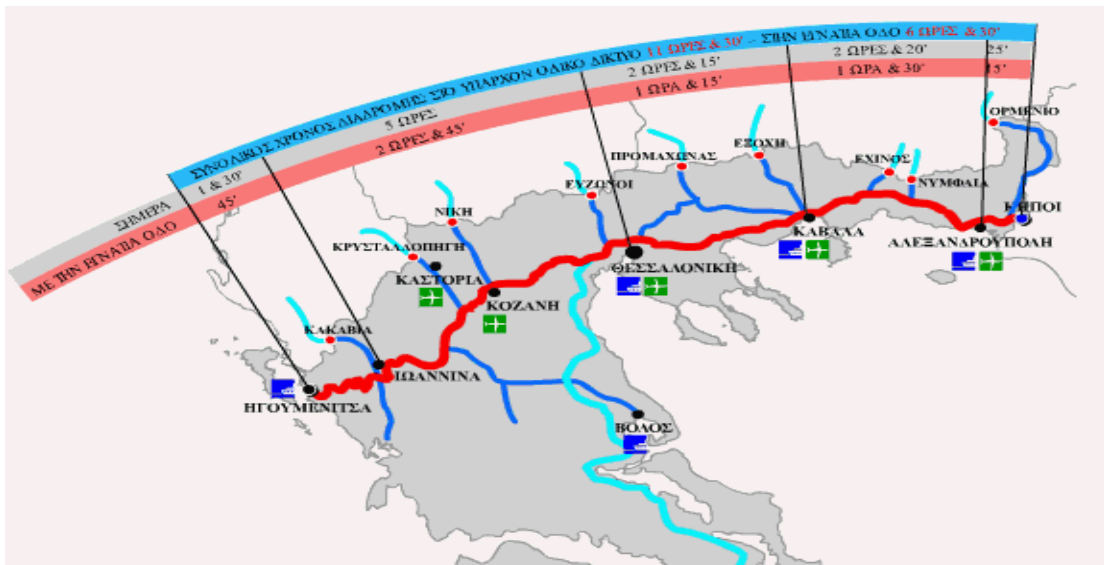 ΣΥΝΟΛΙΚΟΣ ΧΡΟΝΟΣ ΔΙΑΔΡΟΜΗΣ: ΣΤΟ ΥΠΑΡΧΟΝ ΟΔΙΚΟ ΔΙΚΤΥΟ 11 ΩΡΕΣ & 30' – ΣΤΗΝ ΕΓΝΑΤΙΑ ΟΔΟ 6 ΩΡΕΣ & 30'
ΣΗΜΕΡΑ 1 & 30' 5 ΩΡΕΣ 2 ΩΡΕΣ & 15' 2 ΩΡΕΣ & 20' 25'
ΜΕ ΤΗΝ ΕΓΝΑΤΙΑ ΟΔΟ 45' 2 ΩΡΕΣ & 45' 1 ΩΡΑ & 15' 1 ΩΡΑ & 30' 15'
ΟΡΜΕΝΙΟ
ΕΞΟΧΗ
ΠΡΟΜΑΧΩΝΑΣ
ΕΧΙΝΟΣ
ΝΥΜΦΑΙΑ
ΕΥΖΩΝΟΙ
ΚΗΠΟΙ
ΝΙΚΗ
ΚΑΒΑΛΑ
ΑΛΕΞΑΝΔΡΟΥΠΟΛΗ
ΚΡΥΣΤΑΛΛΟΠΗΓΗ
ΘΕΣΣΑΛΟΝΙΚΗ
ΚΑΣΤΟΡΙΑ
ΚΟΖΑΝΗ
ΚΑΚΑΒΙΑ
ΙΩΑΝΝΙΝΑ
ΗΓΟΥΜΕΝΙΤΣΑ
ΒΟΛΟΣ